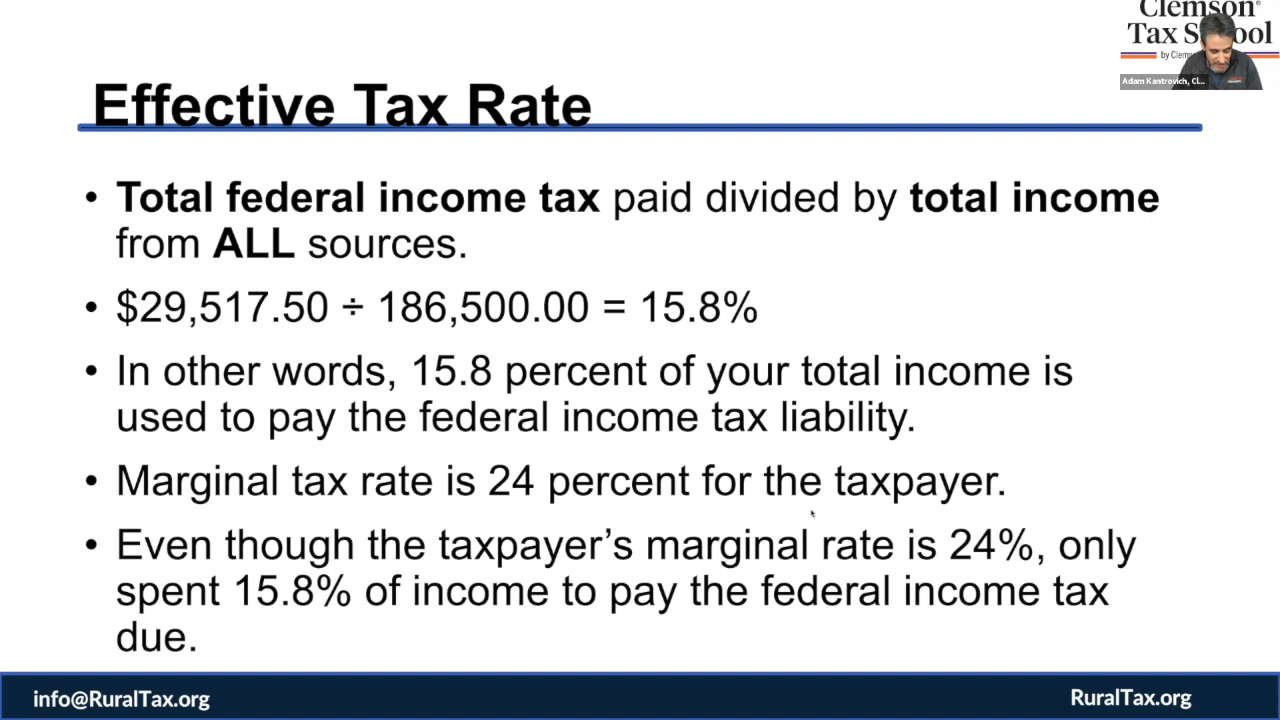 Clemson®
Tax School
by Clems
Adam Kantrovich, Cl...
Effective Tax Rate
• Total federal income tax paid divided by total income
from ALL sources.
• $29,517.50 ÷ 186,500.00 = 15.8%
• In other words, 15.8 percent of your total income is
used to pay the federal income tax liability.
• Marginal tax rate is 24 percent for the taxpayer.
• Even though the taxpayer’s marginal rate is 24%, only
spent 15.8% of income to pay the federal income tax
due.
info@RuralTax.org
RuralTax.org